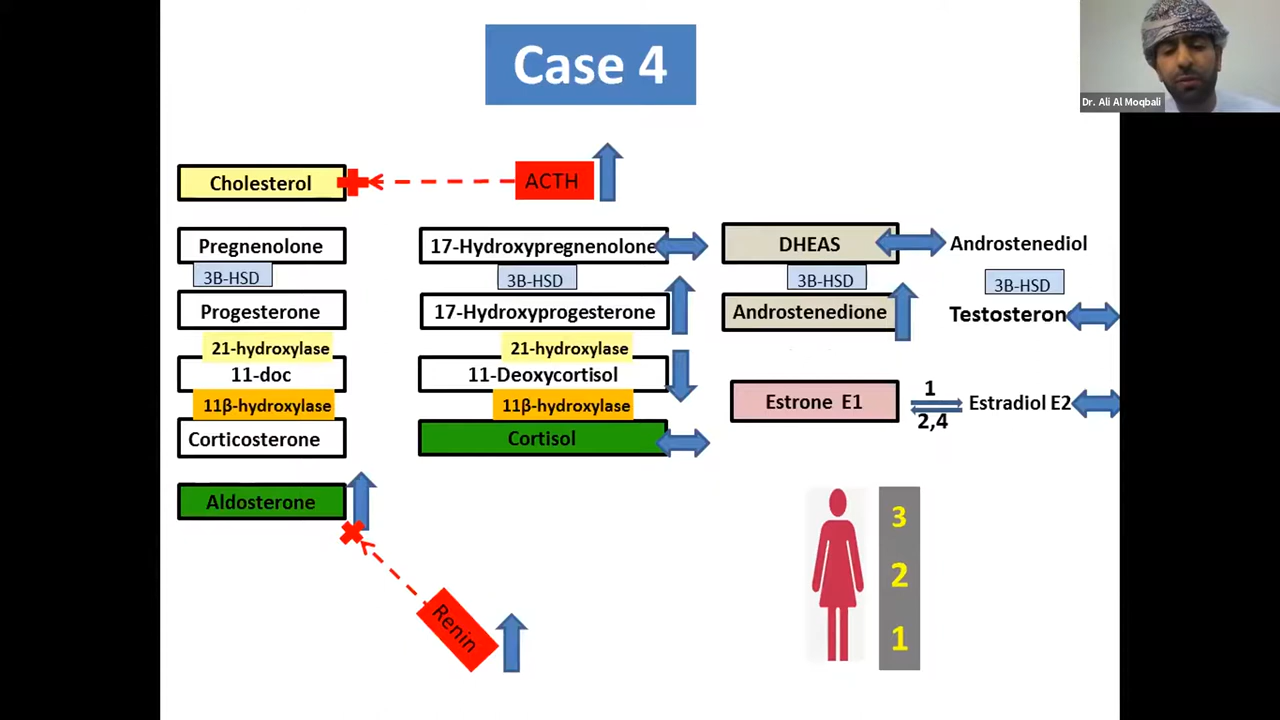 Case 4
Dr. Ali Al Moqbali
Cholesterol
ACTH
Pregnenolone
17-Hydroxypregnenolone
DHEAS
Androstenediol
3B-HSD
3B-HSD
3B-HSD
3B-HSD
Progesterone
17-Hydroxyprogesterone
Androstenedione
Testosteron
21-hydroxylase
21-hydroxylase
11-doc
11-Deoxycortisol
11β-hydroxylase
11β-hydroxylase
Estrone E1
1
2,4
Estradiol E2
Corticosterone
Cortisol
Aldosterone
Renin
3
2
1